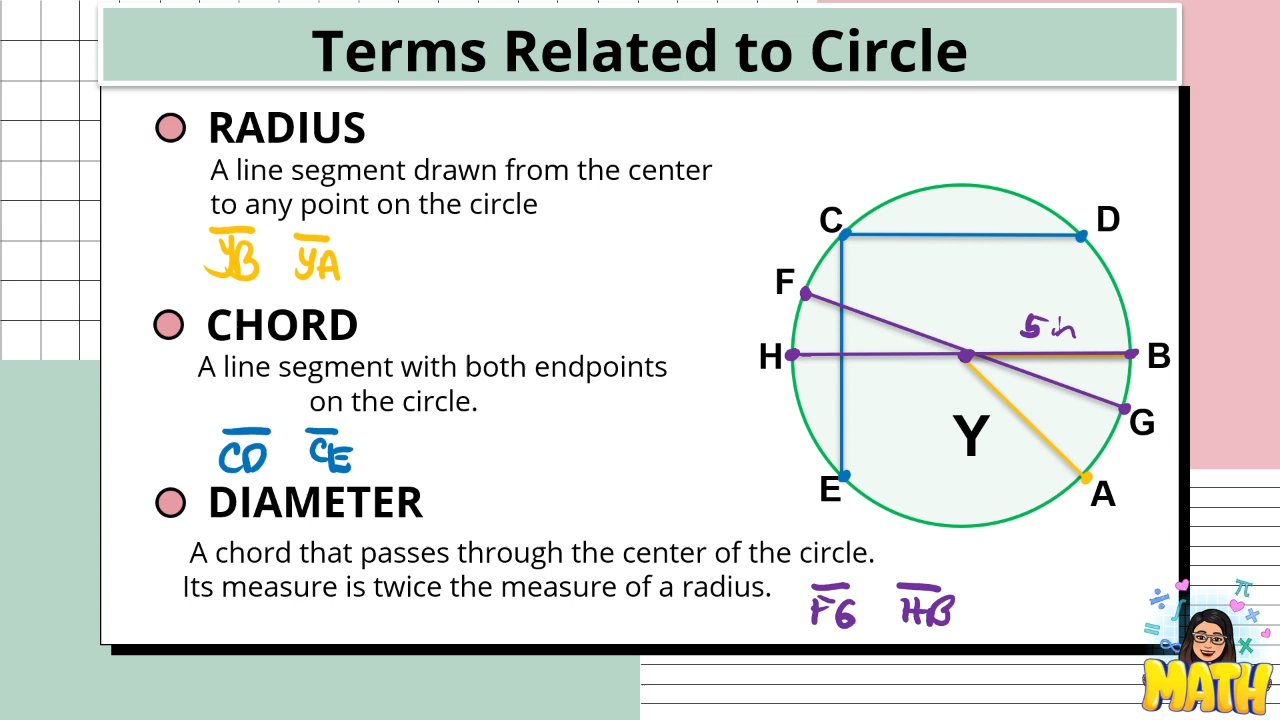 Terms Related to Circle
RADIUS
A line segment drawn from the center
to any point on the circle
YB YA
CHORD
A line segment with both endpoints
on the circle.
CD CE
DIAMETER
A chord that passes through the center of the circle.
Its measure is twice the measure of a radius.
FG HB
C
D
F
5 in
H
B
G
Y
E
A
÷
π
∫
×
=
∞
×
MATH